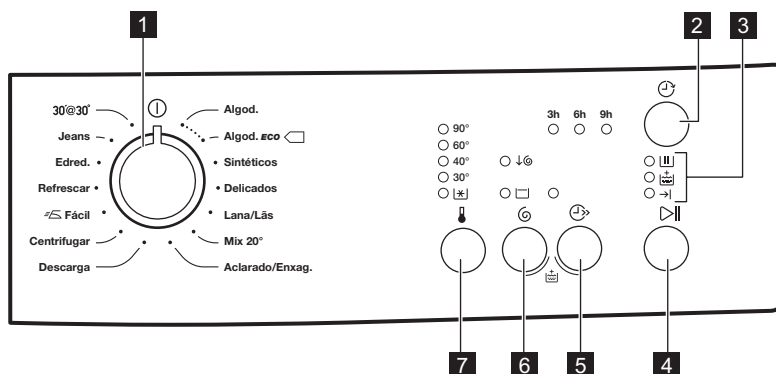 1
2
3
30'@30°
Jeans
Edred.
Refrescar
Fácil
Centrifugar
Descarga
Algod.
Algod. ECO
Sintéticos
Delicados
Lana/Lãs
Mix 20°
Aclarado/Enxag.
90°
60°
40°
30°
3h 6h 9h
7
6
5
4